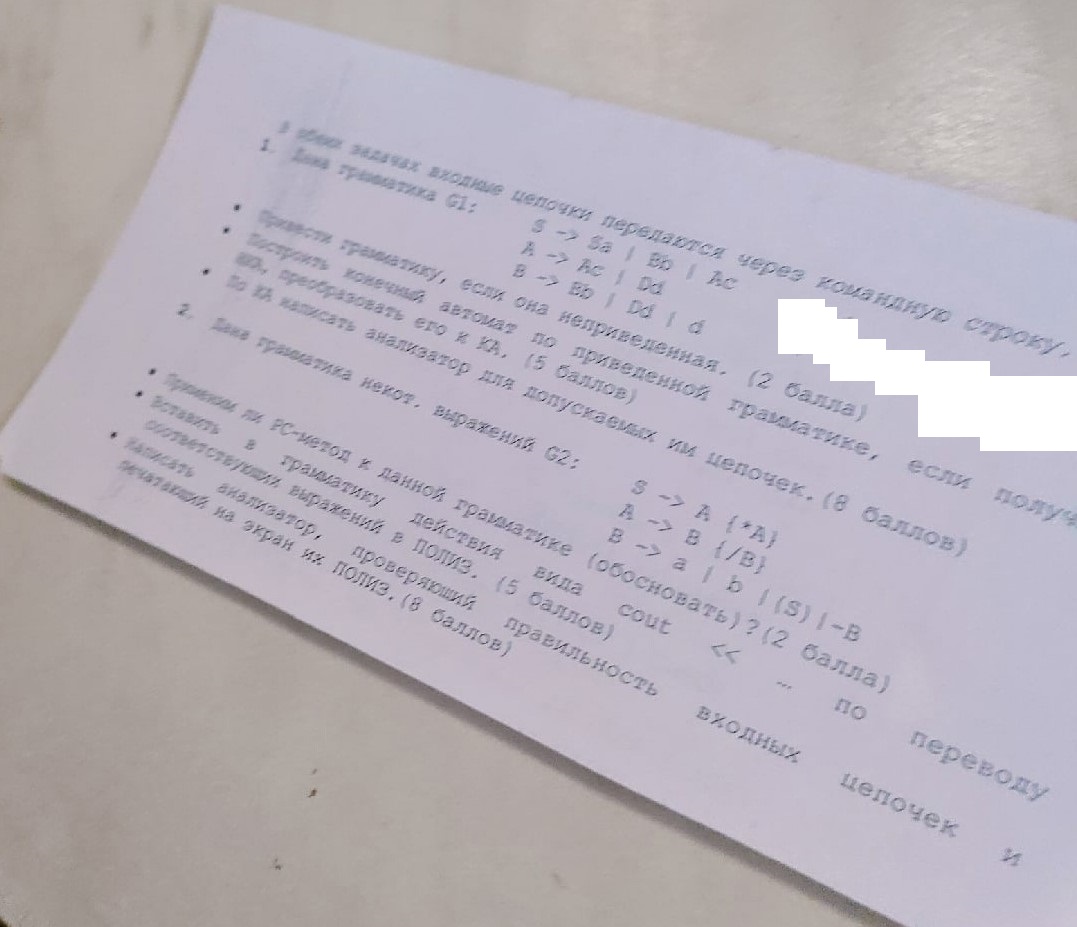 В обеих задачах входные цепочки передаются через командную строку.
1. Дана грамматика G1:
S -> Sa | Bb | Ac
A -> Ac | Dd
B -> Bb | Dd | d
• Привести грамматику, если она неприведенная. (2 балла)
• Построить конечный автомат по приведенной грамматике, если получ
НКА, преобразовать его к КА. (5 баллов)
• По КА написать анализатор для допускаемых им цепочек. (8 баллов)
2. Дана грамматика некот. выражений G2:
S -> A {*A}
A -> B {/B}
B -> a | b |(S)|-B
• Применим ли РС-метод к данной грамматике (обосновать)?(2 балла)
• Вставить в грамматику действия вида cout << … по переводу
соответствующих выражений в ПОЛИЗ. (5 баллов)
• Написать анализатор, проверяющий правильность входных цепочек и
печатающий на экран их ПОЛИЗ.(8 баллов)